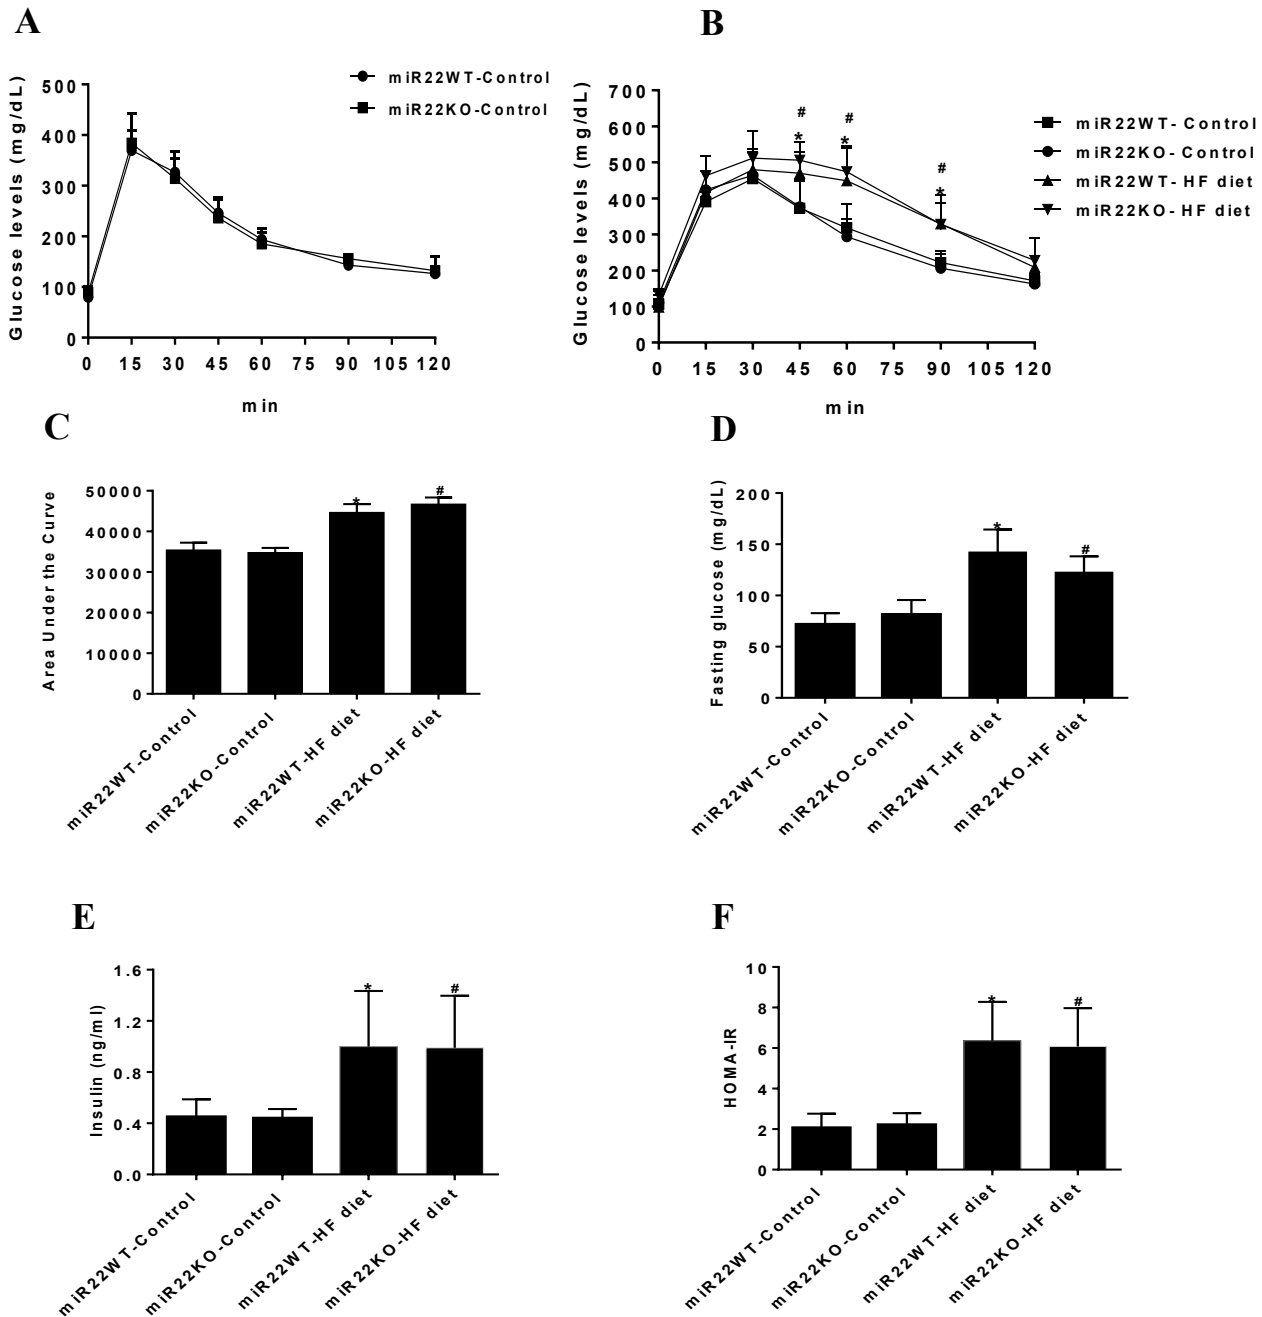 A
B
Glucose levels (mg/dL)
500
400
300
200
100
0
0 15 30 45 60 90 105 120
min
miR22WT-Control
miR22KO-Control
Glucose levels (mg/dL)
700
600
500
400
300
200
100
0
# # #
* * *
0 15 30 45 60 75 90 105 120
min
miR22WT- Control
miR22KO- Control
miR22WT- HF diet
miR22KO- HF diet
C
D
Area Under the Curve
50000
40000
30000
20000
10000
0
* #
miR22WT-Control
miR22KO-Control
miR22WT-HF diet
miR22KO-HF diet
Fasting glucose (mg/dL)
200
150
100
50
0
* #
miR22WT-Control
miR22KO-Control
miR22WT-HF diet
miR22KO-HF diet
E
F
Insulin (ng/ml)
1.6
1.2
0.8
0.4
0.0
* #
miR22WT-Control
miR22KO-Control
miR22WT-HF diet
miR22KO-HF diet
HOMA-IR
10
8
6
4
2
0
* #
miR22WT-Control
miR22KO-Control
miR22WT-HF diet
miR22KO-HF diet